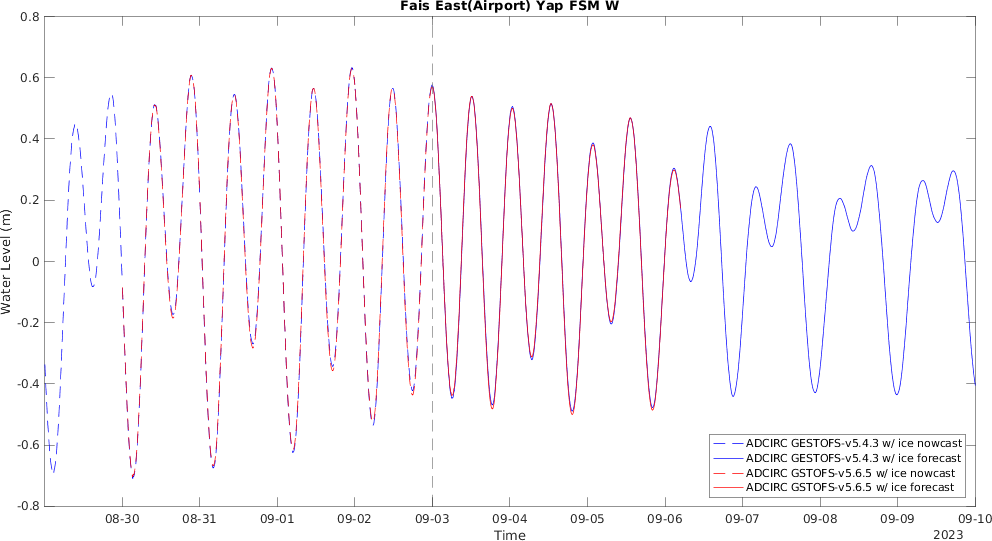 Fais East(Airport) Yap FSM W
0.8
0.6
0.4
0.2
0
-0.2
-0.4
-0.6
-0.8
Water Level (m)
ADCIRC GESTOFS-v5.4.3 w/ ice nowcast
ADCIRC GESTOFS-v5.4.3 w/ ice forecast
ADCIRC GSTOFS-v5.6.5 w/ ice nowcast
ADCIRC GSTOFS-v5.6.5 w/ ice forecast
08-30 08-31 09-01 09-02 09-03 09-04 09-05 09-06 09-07 09-08 09-09 09-10
Time 2023